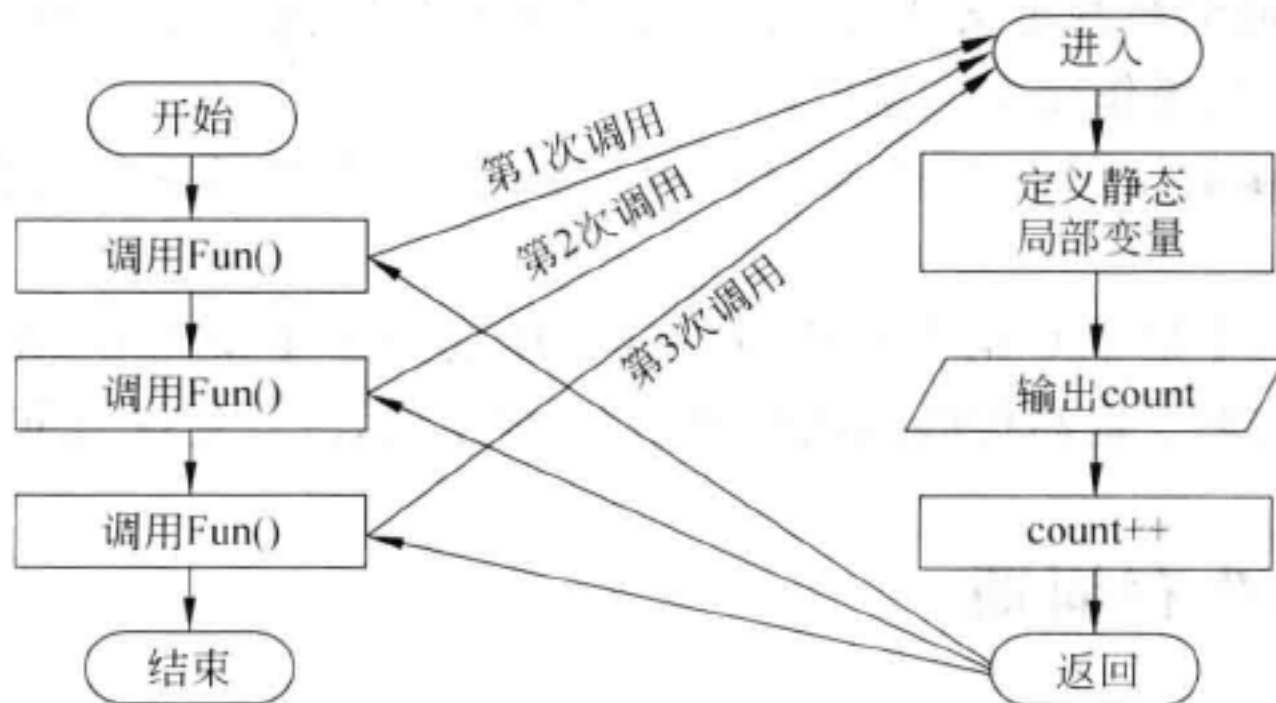 开始
调用Fun()
调用Fun()
调用Fun()
结束
第1次调用
第2次调用
第3次调用
进入
定义静态
局部变量
输出count
count++
返回